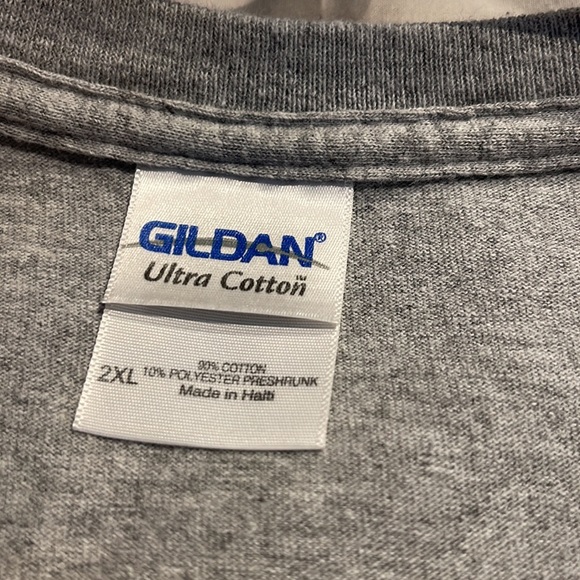 GILDAN®
Ultra Cotton™
90% COTTON
2XL 10% POLYESTER PRESHRUNK
Made in Haiti